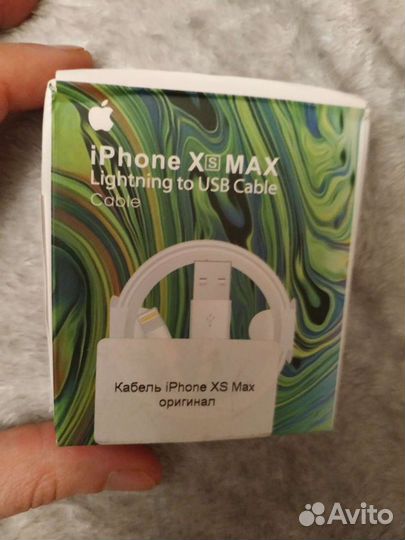 iPhone XS MAX
Lightning to USB Cable
Cable
Кабель iPhone XS Max
оригинал
Avito